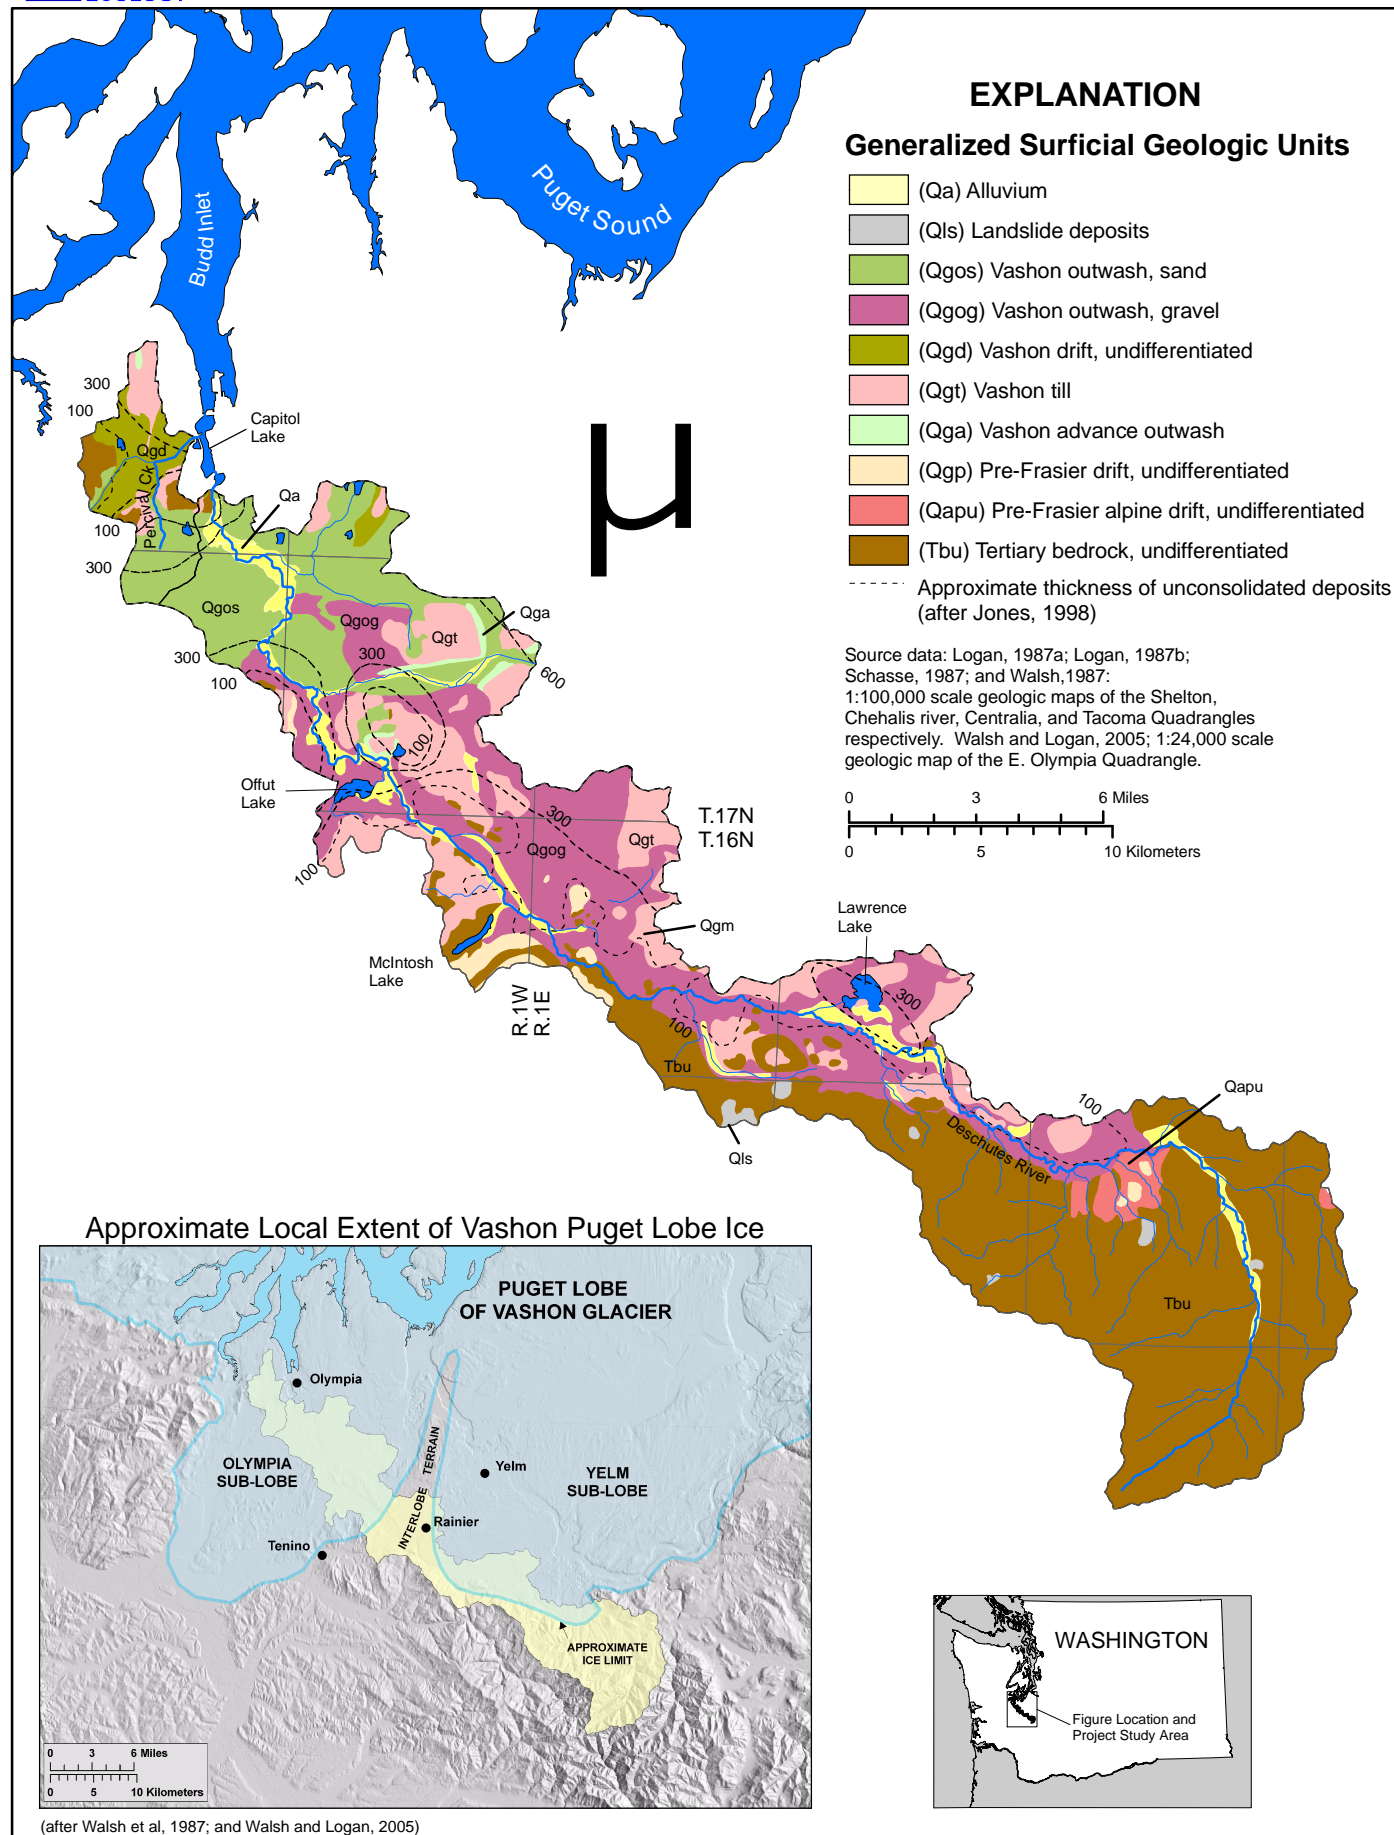 Budd Inlet
Puget Sound
EXPLANATION
Generalized Surficial Geologic Units
(Qa) Alluvium
(Qls) Landslide deposits
(Qgos) Vashon outwash, sand
(Qgog) Vashon outwash, gravel
(Qgd) Vashon drift, undifferentiated
(Qgt) Vashon till
(Qga) Vashon advance outwash
(Qgp) Pre-Frasier drift, undifferentiated
(Qapu) Pre-Frasier alpine drift, undifferentiated
(Tbu) Tertiary bedrock, undifferentiated
Approximate thickness of unconsolidated deposits
(after Jones, 1998)
Source data: Logan, 1987a; Logan, 1987b;
Schasse, 1987; and Walsh,1987:
1:100,000 scale geologic maps of the Shelton,
Chehalis river, Centralia, and Tacoma Quadrangles
respectively.  Walsh and Logan, 2005; 1:24,000 scale
geologic map of the E. Olympia Quadrangle.
0 3 6 Miles
0 5 10 Kilometers
µ
300
100
Capitol
Lake
Qgd
Percival Ck
Qa
100
300
Qgos
Qgog
Qgt
Qga
300
100
300
600
100
Offut
Lake
300
T.17N
T.16N
Qgog
Qgt
100
Qgm
McIntosh
Lake
R.1W
R.1E
Lawrence
Lake
300
100
Tbu
Qls
Deschutes River
100
Qapu
Tbu
Approximate Local Extent of Vashon Puget Lobe Ice
PUGET LOBE
OF VASHON GLACIER
Olympia
OLYMPIA
SUB-LOBE
INTERLOBE TERRAIN
Yelm
YELM
SUB-LOBE
Rainier
Tenino
APPROXIMATE
ICE LIMIT
0 3 6 Miles
0 5 10 Kilometers
(after Walsh et al, 1987; and Walsh and Logan, 2005)
WASHINGTON
Figure Location and
Project Study Area